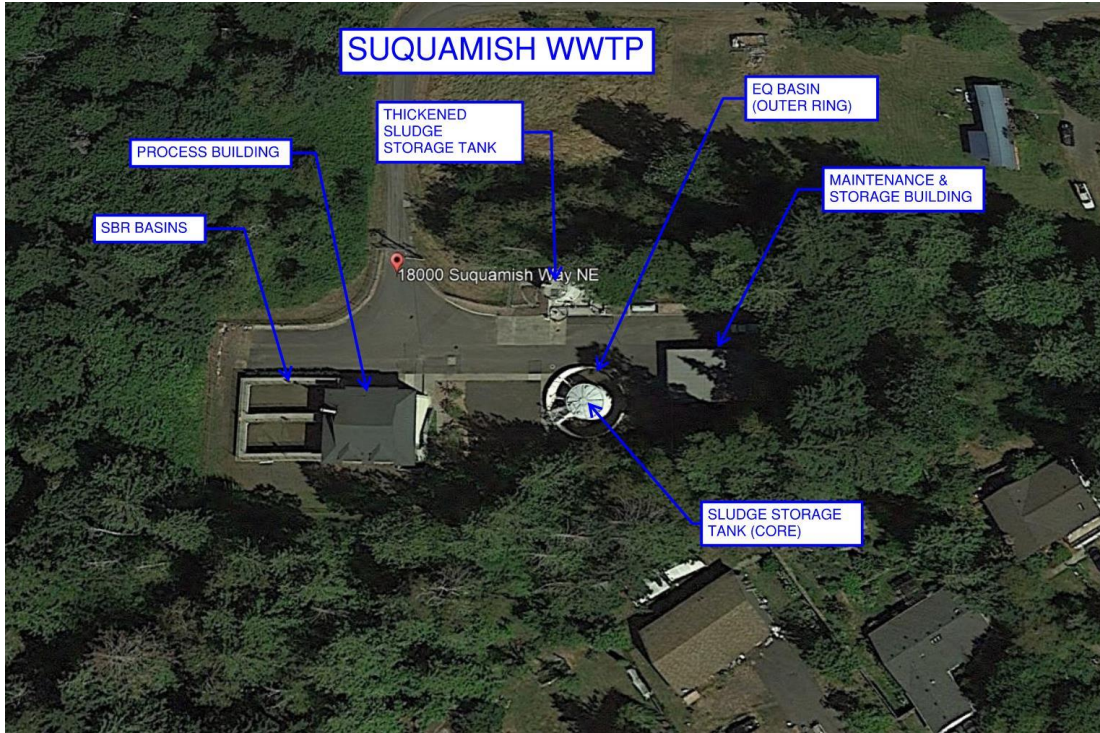 SUQUAMISH WWTP
EQ BASIN
(OUTER RING)
THICKENED
SLUDGE
STORAGE TANK
PROCESS BUILDING
MAINTENANCE &
STORAGE BUILDING
SBR BASINS
18000 Suquamish Way NE
SLUDGE STORAGE
TANK (CORE)